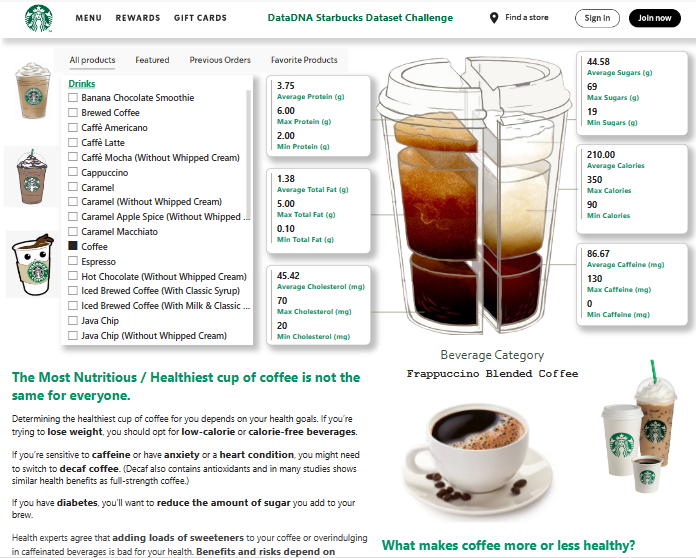 MENU REWARDS GIFT CARDS
DataDNA Starbucks Dataset Challenge
Find a store
Sign in
Join now
All products Featured Previous Orders Favorite Products
Drinks
Banana Chocolate Smoothie
Brewed Coffee
Caffè Americano
Caffè Latte
Caffè Mocha (Without Whipped Cream)
Cappuccino
Caramel
Caramel (Without Whipped Cream)
Caramel Apple Spice (Without Whipped ...
Caramel Macchiato
Coffee
Espresso
Hot Chocolate (Without Whipped Cream)
Iced Brewed Coffee (With Classic Syrup)
Iced Brewed Coffee (With Milk & Classic ...
Java Chip
Java Chip (Without Whipped Cream)
3.75
Average Protein (g)
6.00
Max Protein (g)
2.00
Min Protein (g)
1.38
Average Total Fat (g)
5.00
Max Total Fat (g)
0.10
Min Total Fat (g)
45.42
Average Cholesterol (mg)
70
Max Cholesterol (mg)
20
Min Cholesterol (mg)
44.58
Average Sugars (g)
69
Max Sugars (g)
19
Min Sugars (g)
210.00
Average Calories
350
Max Calories
90
Min Calories
86.67
Average Caffeine (mg)
130
Max Caffeine (mg)
0
Min Caffeine (mg)
Beverage Category
Frappuccino Blended Coffee
The Most Nutritious / Healthiest cup of coffee is not the
same for everyone.
Determining the healthiest cup of coffee for you depends on your health goals. If you're
trying to lose weight, you should opt for low-calorie or calorie-free beverages.
If you're sensitive to caffeine or have anxiety or a heart condition, you might need
to switch to decaf coffee. (Decaf also contains antioxidants and in many studies shows
similar health benefits as full-strength coffee.)
If you have diabetes, you'll want to reduce the amount of sugar you add to your
brew.
Health experts agree that adding loads of sweeteners to your coffee or overindulging
in caffeinated beverages is bad for your health. Benefits and risks depend on
What makes coffee more or less healthy?